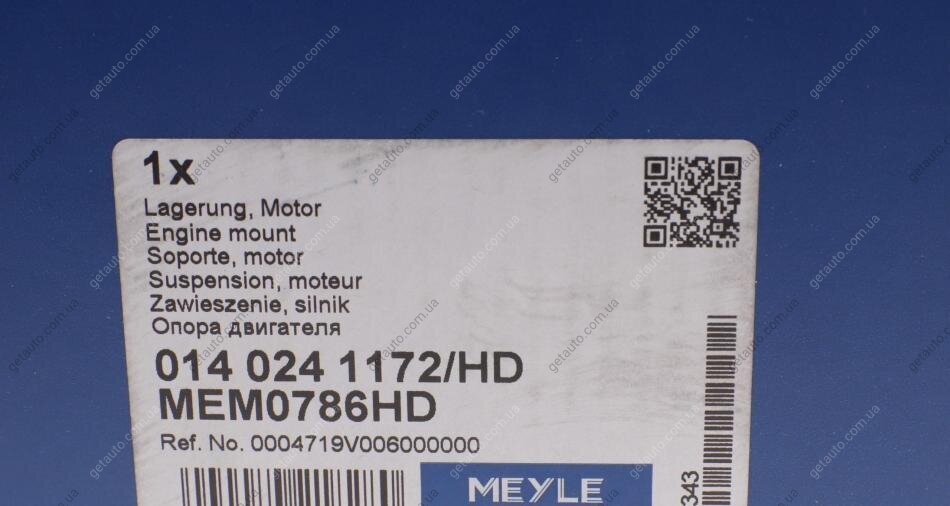 1x
Lagerung, Motor
Engine mount
Soporte, motor
Suspension, moteur
Zawieszenie, silnik
Опора двигателя
014 024 1172/HD
MEM0786HD
Ref. No. 0004719V006000000
MEYLE
343
getauto.com.ua